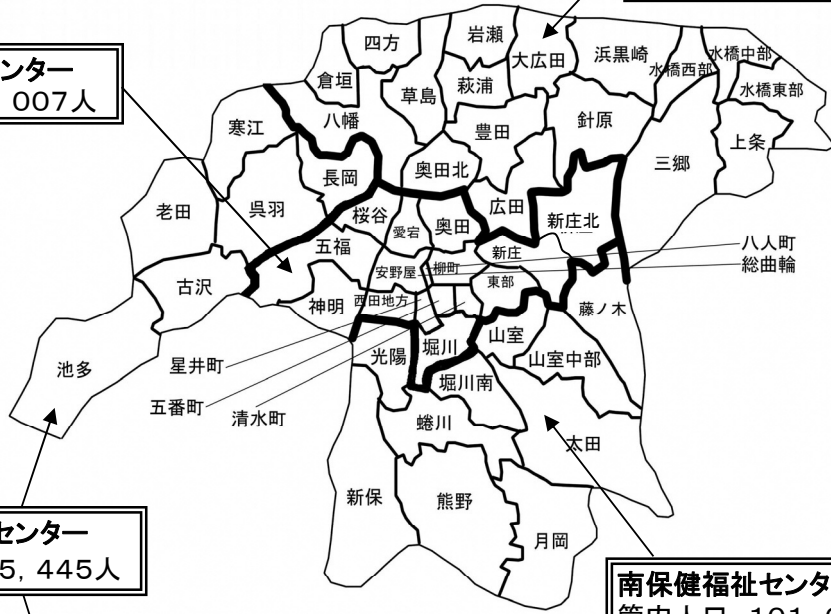 ンター
007人
岩瀬
四方
大広田
浜黒崎
水橋中部
水橋西部
倉垣
萩浦
水橋東部
草島
八幡
寒江
豊田
針原
上条
奥田北
三郷
長岡
老田
呉羽
桜谷
愛宕
奥田
広田
新庄北
五福
新庄
八人町
安野屋
柳町
総曲輪
古沢
東部
神明
西田地方
藤ノ木
山室
星井町
光陽
堀川
山室中部
池多
堀川南
五番町
清水町
蜷川
太田
新保
熊野
センター
5,445人
月岡
南保健福祉センタ